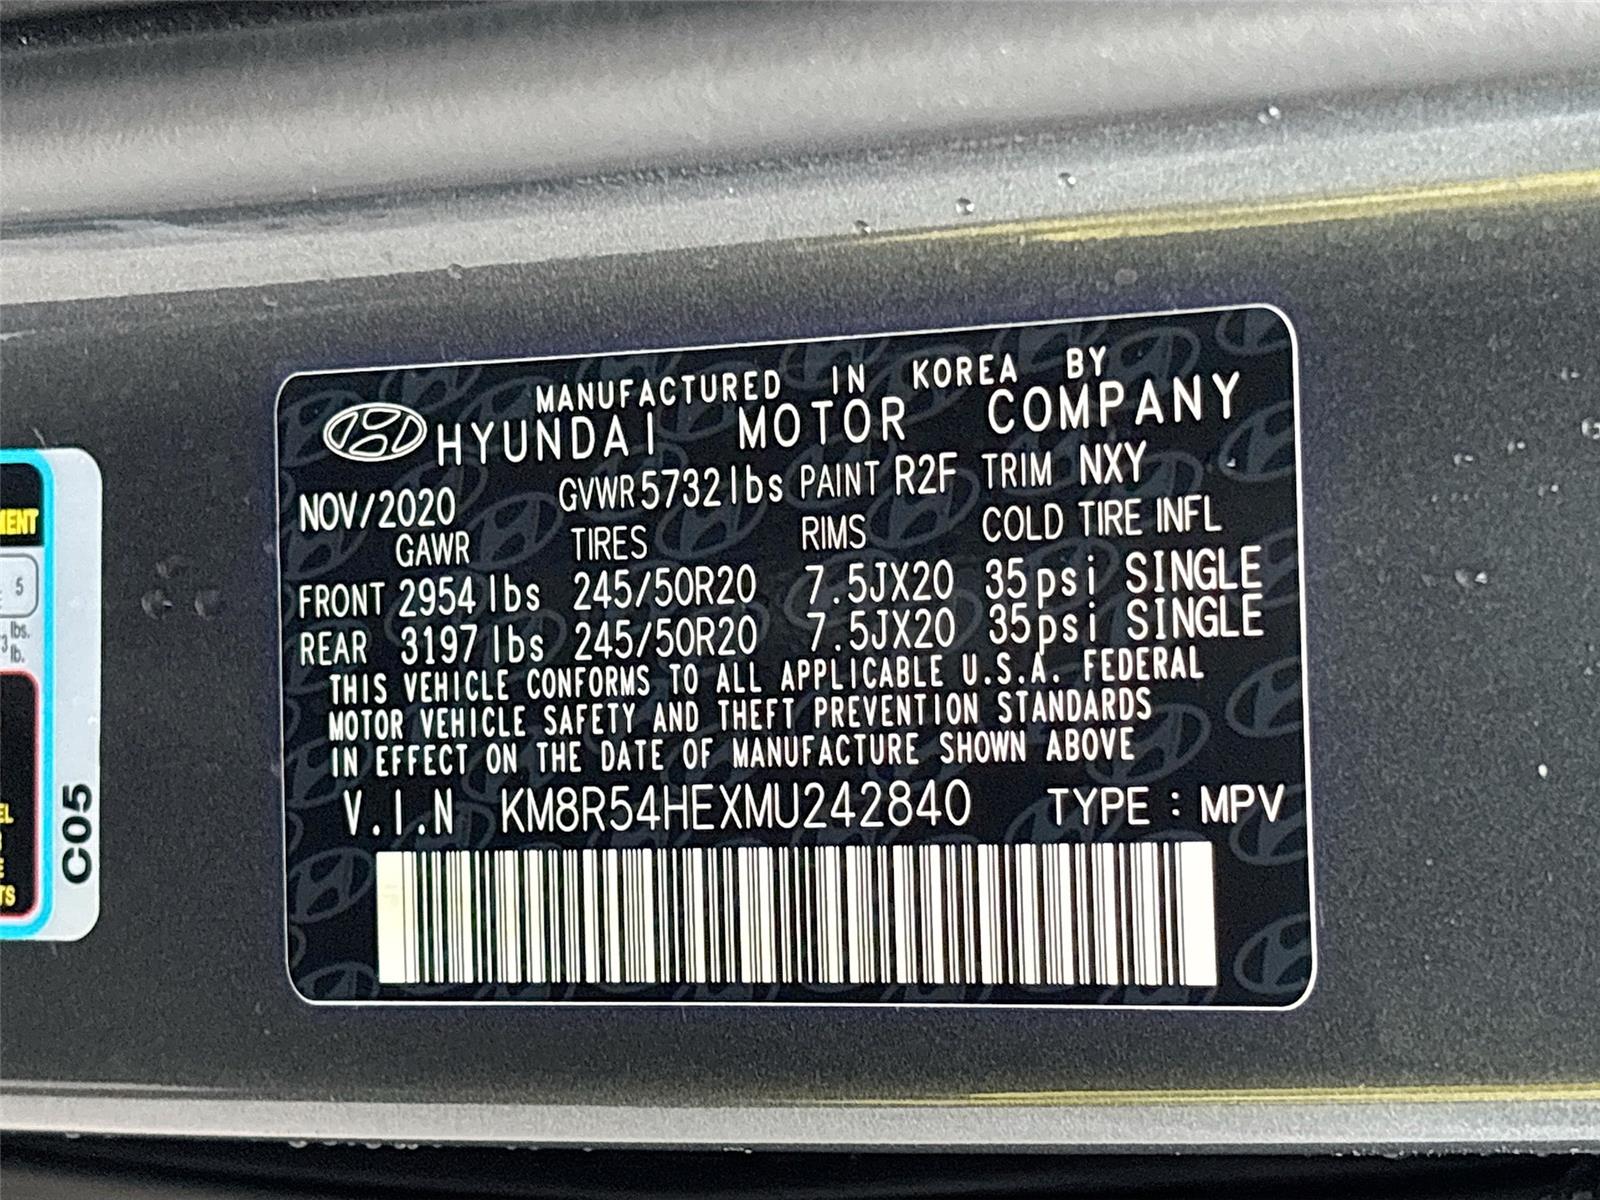 MANUFACTURED IN KOREA BY
HYUNDAI MOTOR COMPANY
NOV/2020 GVWR 5732 lbs PAINT R2F TRIM NXY
GAWR TIRES RIMS COLD TIRE INFL
FRONT 2954 lbs 245/50R20 7.5JX20 35psi SINGLE
REAR 3197 lbs 245/50R20 7.5JX20 35psi SINGLE
THIS VEHICLE CONFORMS TO ALL APPLICABLE U.S.A. FEDERAL
MOTOR VEHICLE SAFETY AND THEFT PREVENTION STANDARDS
IN EFFECT ON THE DATE OF MANUFACTURE SHOWN ABOVE
V.I.N KM8R54HEXMU242840 TYPE : MPV
5
lbs.
lb.
C05